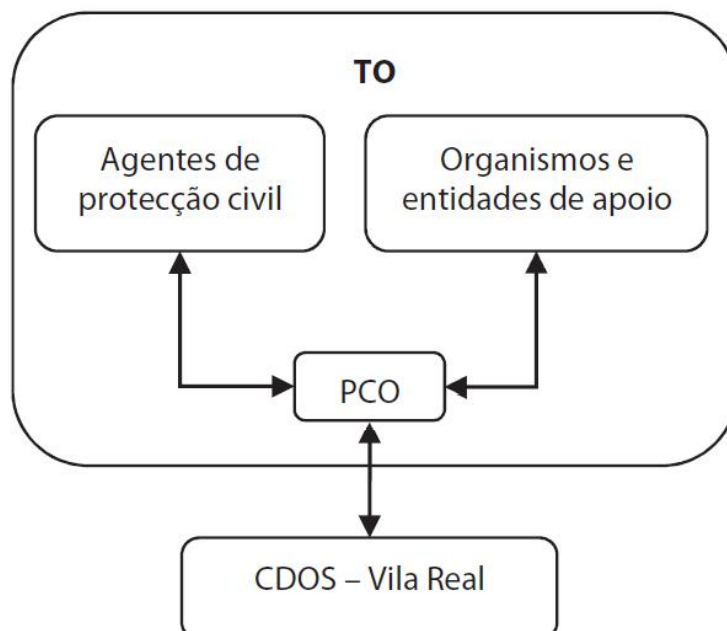 TO
Agentes de
protecção civil
Organismos e
entidades de apoio
PCO
CDOS – Vila Real